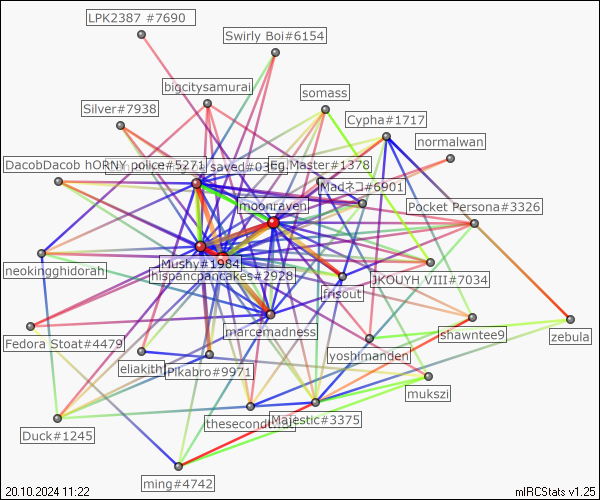 LPK2387 #7690
Swirly Boi#6154
bigcitysamurai
somass
Silver#7938
Cypha#1717
normalwan
DacobDacob hORNY police#5271
saved#03
Eg.Master#1378
Madネコ#6901
moonraven
Pocket Persona#3326
Mushy#1984
hispancpancakes#2928
neokingghidorah
JKOUYH VIII#7034
frisout
marcemadness
Fedora Stoat#4479
shawntee9
zebula
yoshimanden
eliakith
Pikabro#9971
mukszi
thesecond
Majestic#3375
Duck#1245
ming#4742
20.10.2024 11:22
mIRCStats v1.25